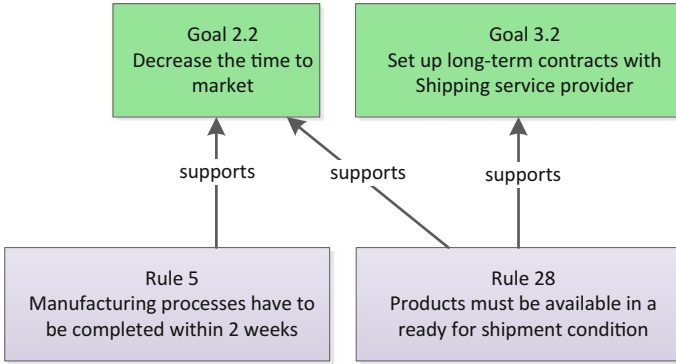 Goal 2.2
Decrease the time to
market
Goal 3.2
Set up long-term contracts with
Shipping service provider
supports
supports
supports
Rule 5
Manufacturing processes have to
be completed within 2 weeks
Rule 28
Products must be available in a
ready for shipment condition